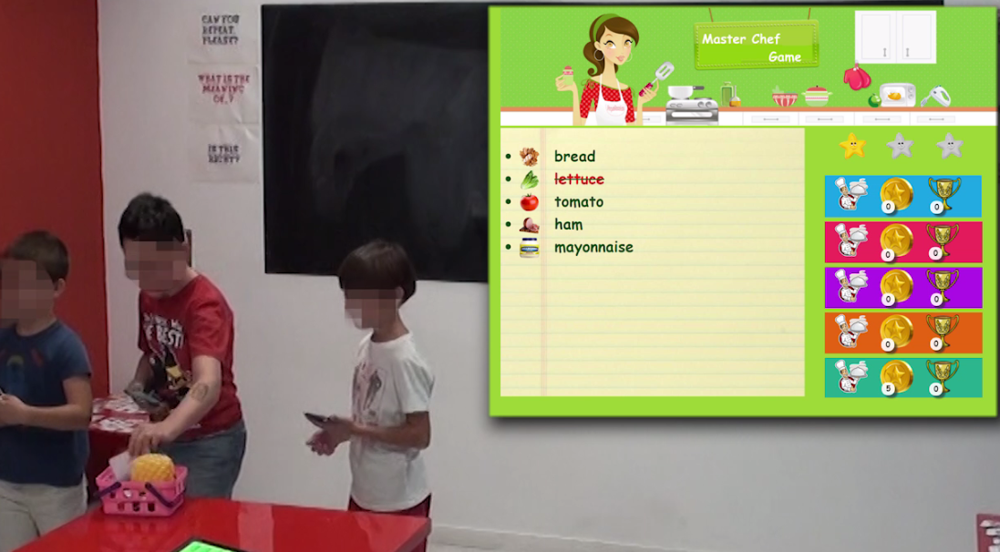 CAN YOU
REPEAT,
PLEASE?
WHAT IS THE
MEANING
OF..?
IS THIS
RIGHT?
BEST!
Master Chef
Game
bread
lettuce
tomato
ham
mayonnaise
0
0
0
0
0
0
0
0
5
0